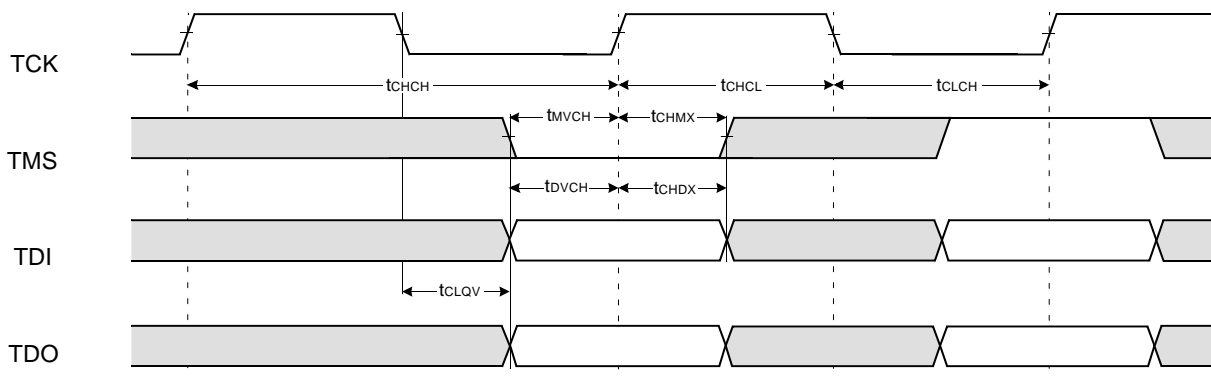 TCK
tCHCH
tCHCL
tCLCH
tMVCH
tCHMX
TMS
tDVCH
tCHDX
TDI
tCLQV
TDO